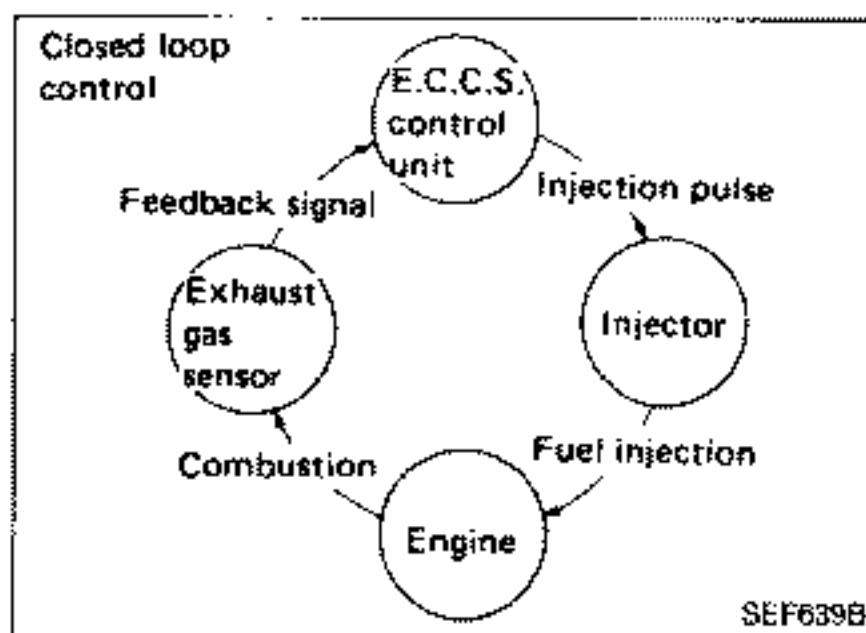 Closed loop
control
E.C.C.S.
control
unit
Feedback signal
Injection pulse
Exhaust
gas
sensor
Injector
Combustion
Fuel injection
Engine
SEF639B